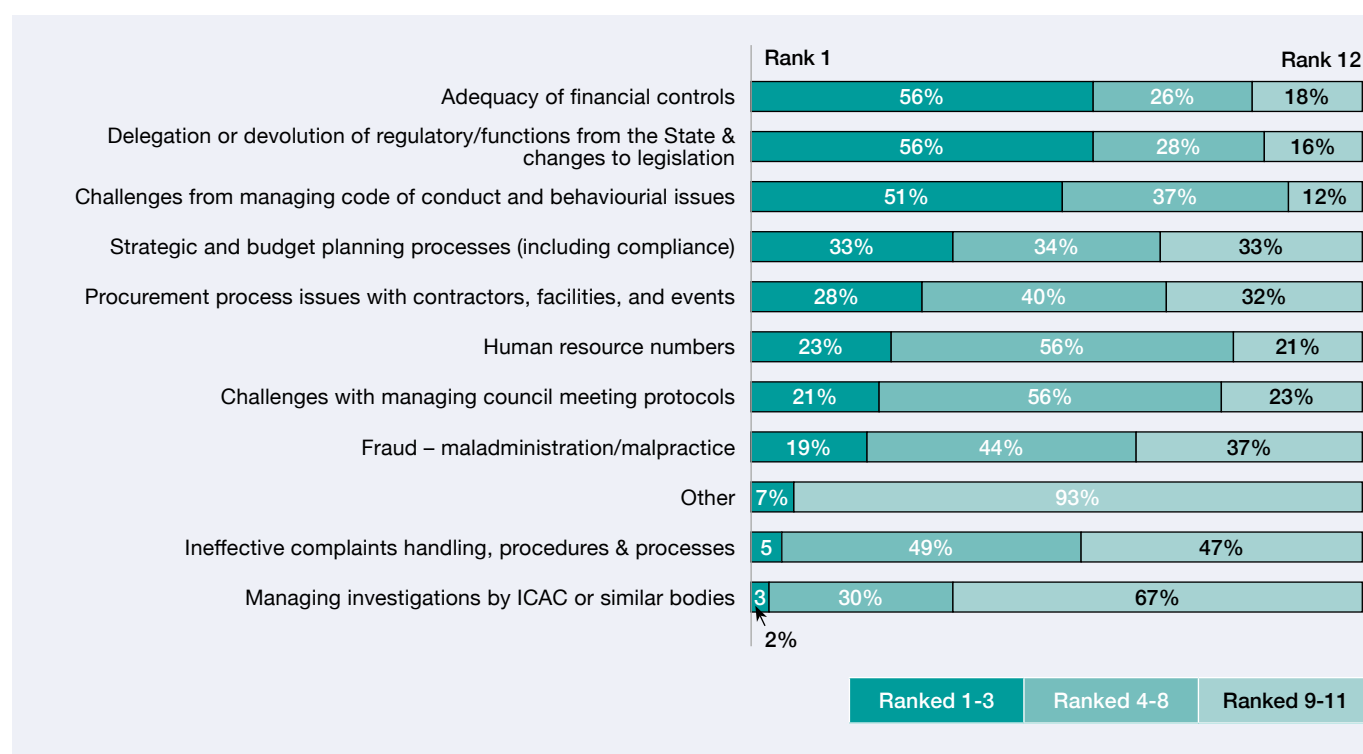 Rank 1 Rank 12
Adequacy of financial controls 56% 26% 18%
Delegation or devolution of regulatory/functions from the State &
changes to legislation 56% 28% 16%
Challenges from managing code of conduct and behaviourial issues 51% 37% 12%
Strategic and budget planning processes (including compliance) 33% 34% 33%
Procurement process issues with contractors, facilities, and events 28% 40% 32%
Human resource numbers 23% 56% 21%
Challenges with managing council meeting protocols 21% 56% 23%
Fraud – maladministration/malpractice 19% 44% 37%
Other 7% 93%
Ineffective complaints handling, procedures & processes 5 49% 47%
Managing investigations by ICAC or similar bodies 3 30% 67%
2%
Ranked 1-3 Ranked 4-8 Ranked 9-11